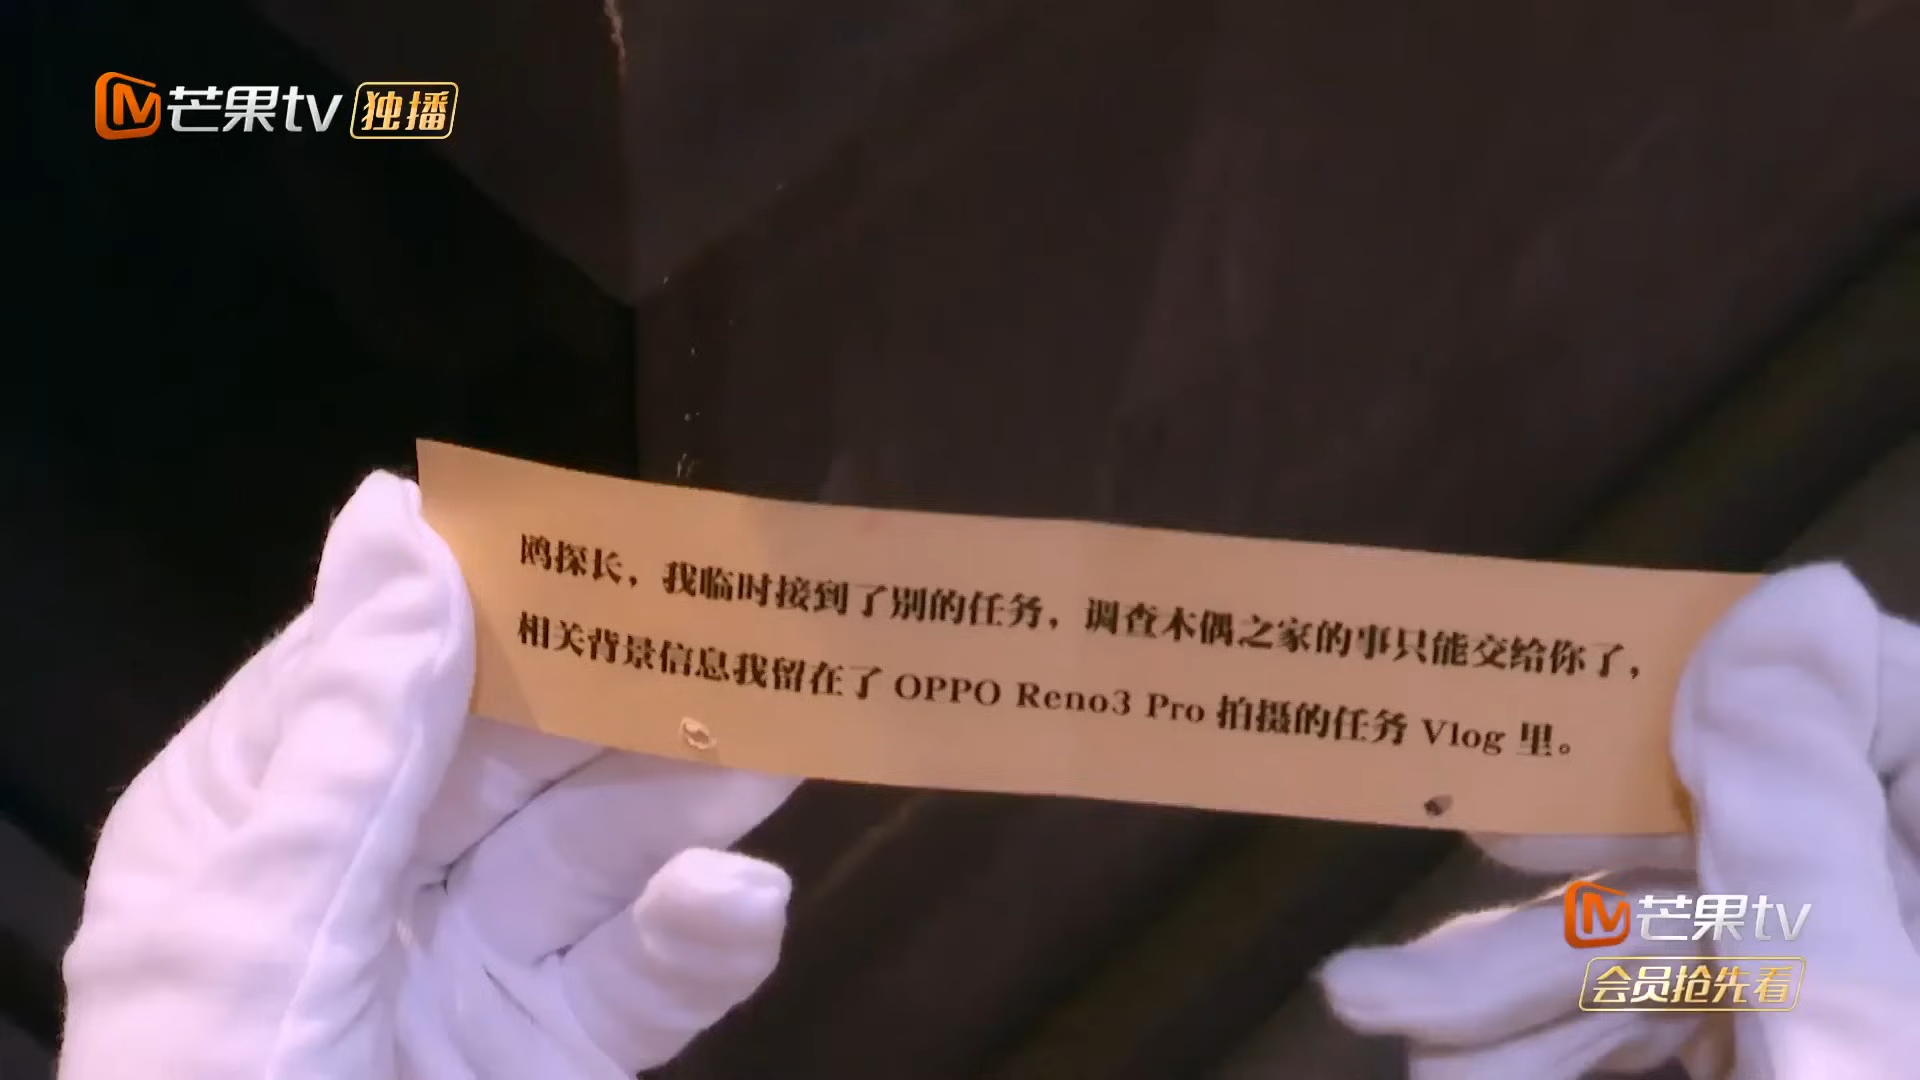 芒果tv 独播
鸥探长，我临时接到了别的任务，调查木偶之家的事只能交给你了，
相关背景信息我留在了 OPPO Reno3 Pro 拍摄的任务 Vlog 里。
芒果tv
会员抢先看